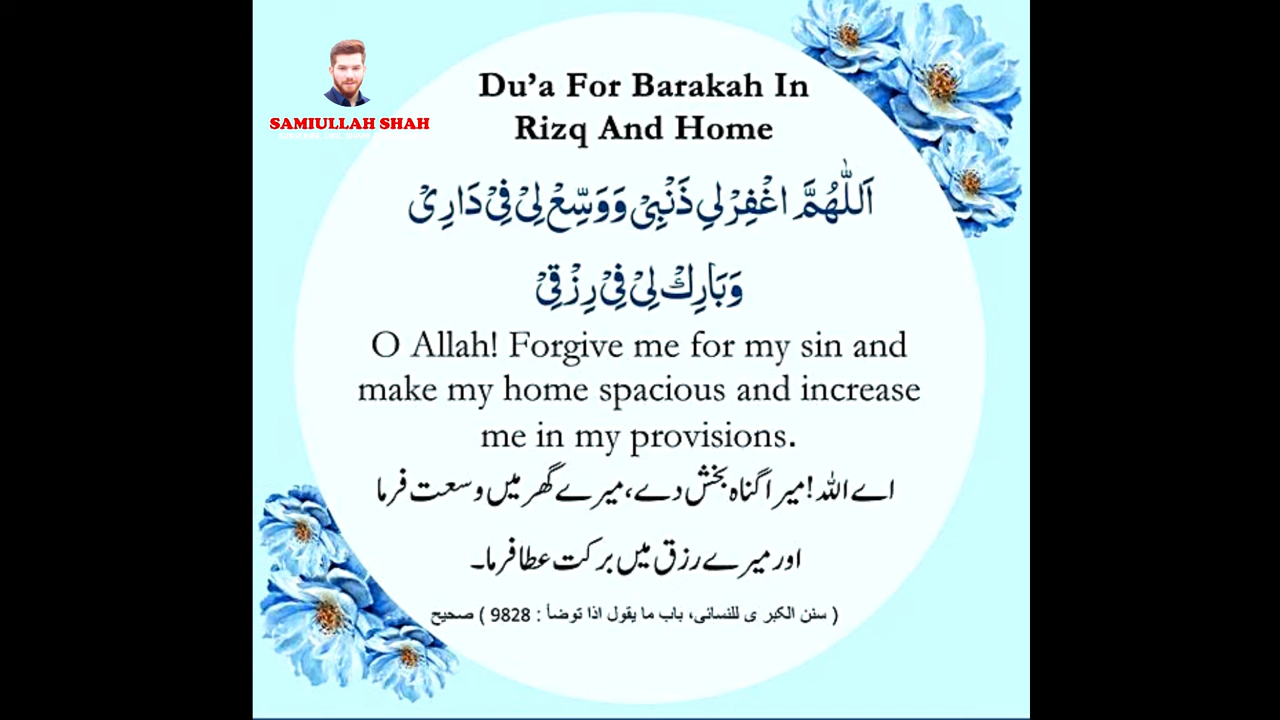 SAMIULLAH SHAH
Du'a For Barakah In
Rizq And Home
اَللّٰهُمَّ اغْفِرْ لِي ذَنْبِيْ وَوَسِّعْ لِيْ فِيْ دَارِيْ
وَبَارِكْ لِيْ فِيْ رِزْقِيْ
O Allah! Forgive me for my sin and
make my home spacious and increase
me in my provisions.
اے اللہ! میرا گناہ بخش دے، میرے گھر میں وسعت فرما
اور میرے رزق میں برکت عطا فرما۔
( سنن الکبر ی للنسائی، باب ما یقول اذا توضأ : 9828 ) صحیح